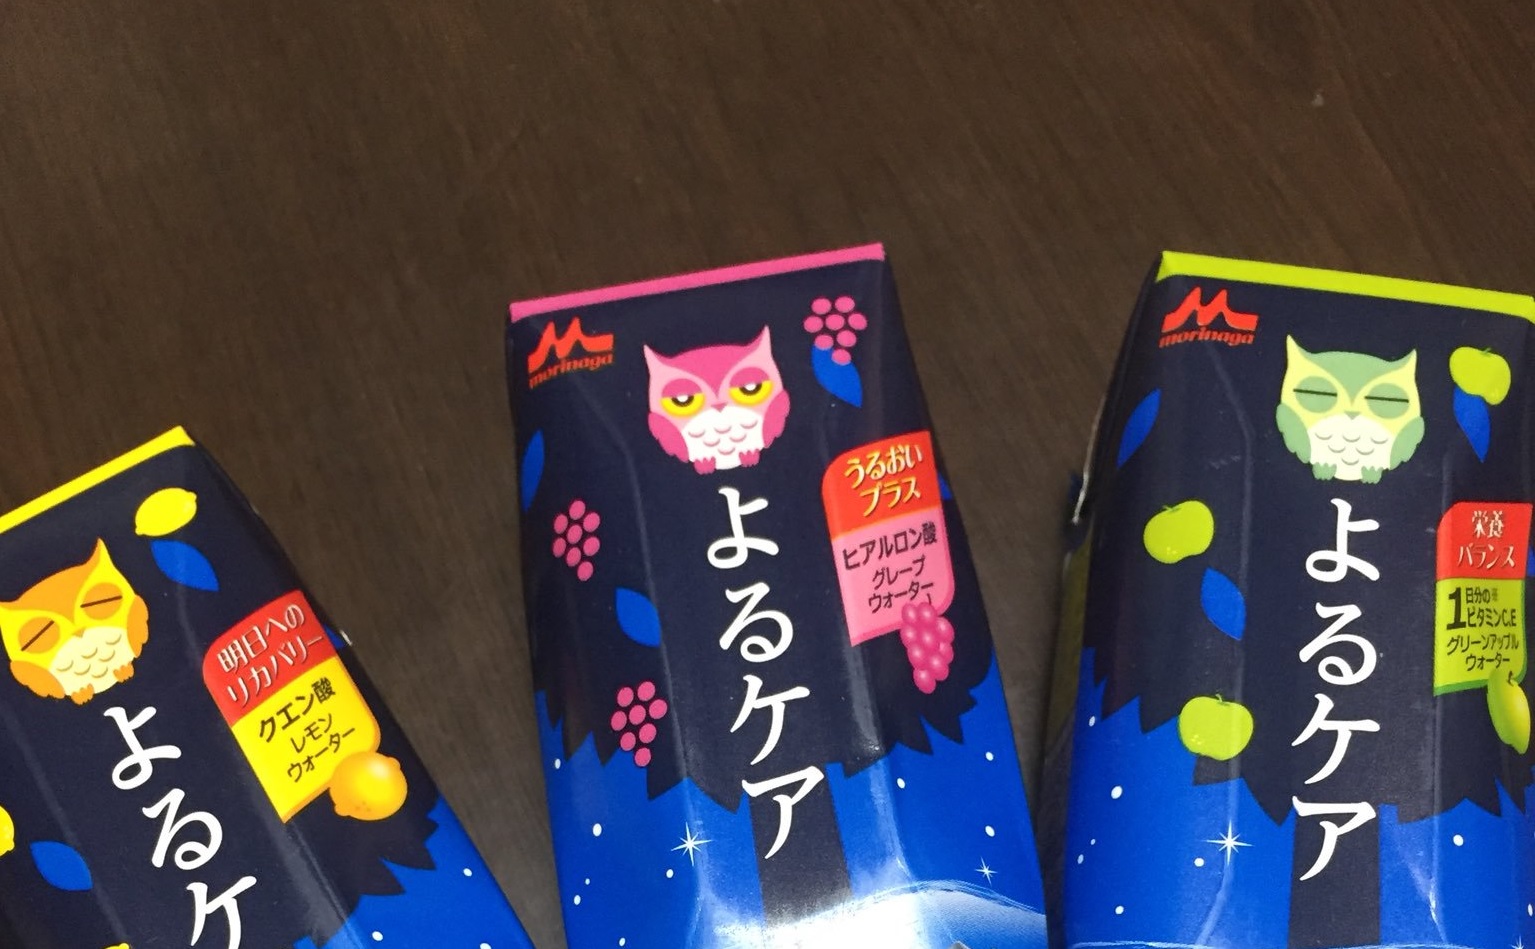 morinaga
よるケ
明日への
リカバリー
クエン酸
レモン
ウォーター
morinaga
よるケア
うるおい
プラス
ヒアルロン酸
グレープ
ウォーター
morinaga
よるケア
栄養
バランス
1日分の※
ビタミンC,E
グリーンアップル
ウォーター